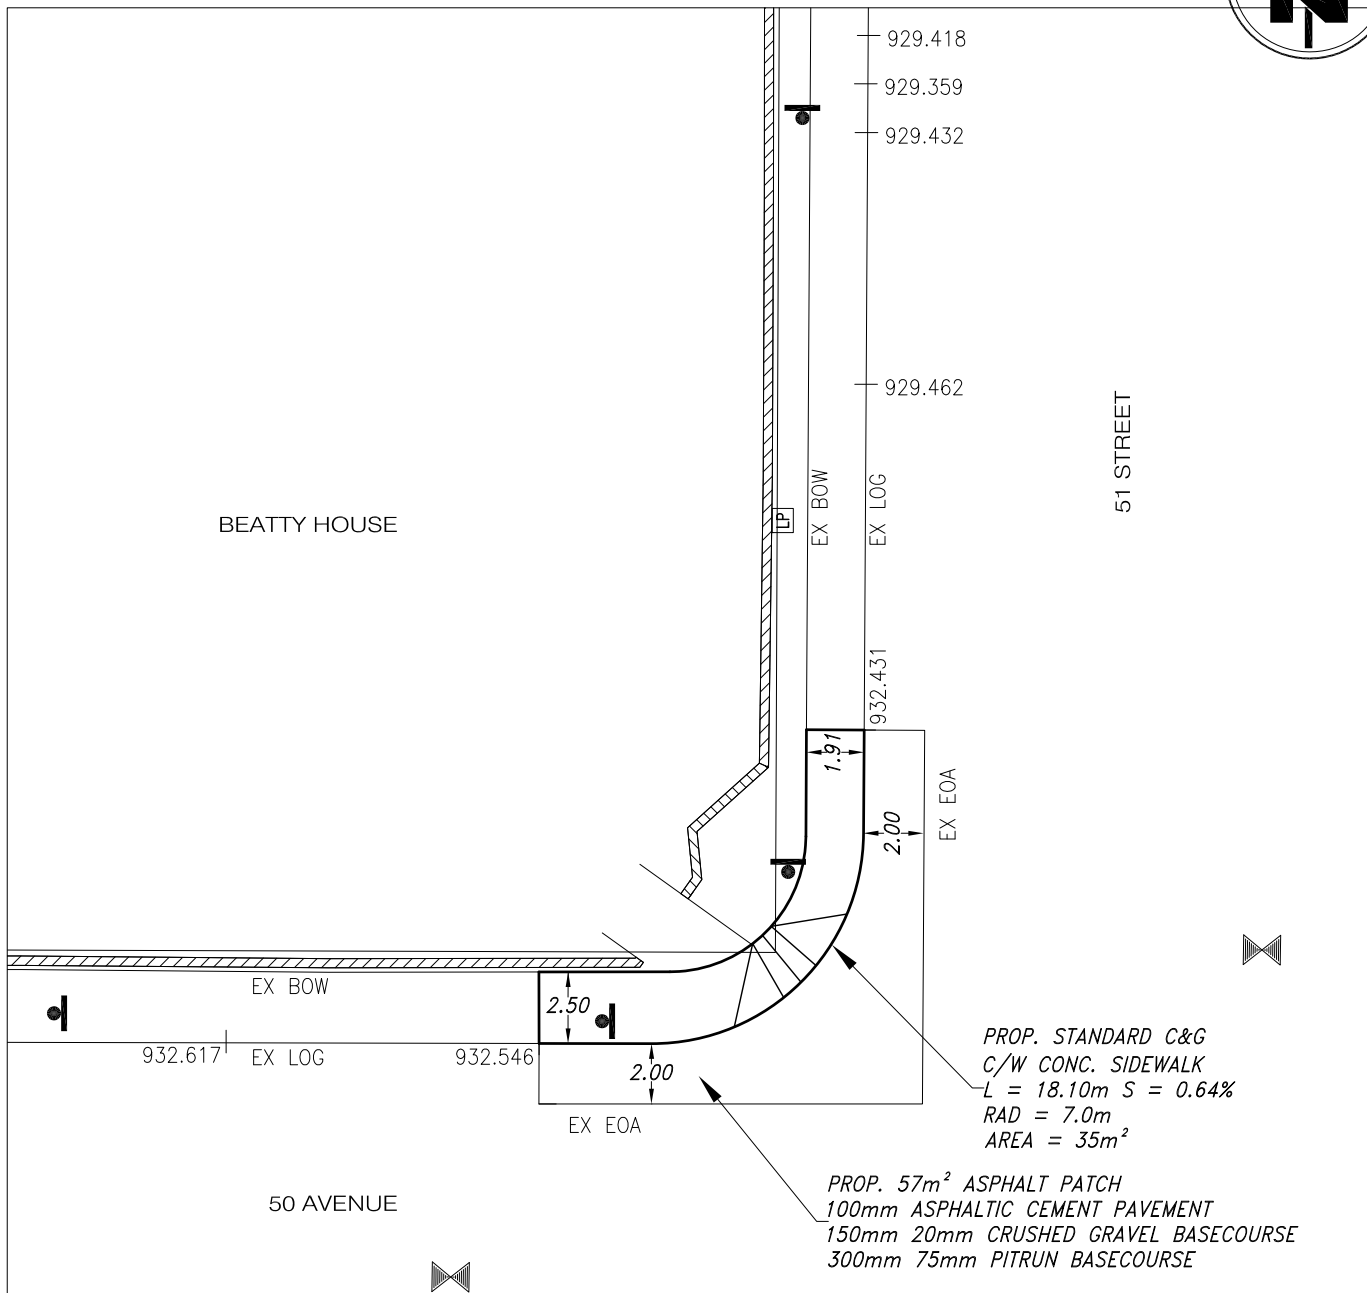 N
929.418
929.359
929.432
929.462
51 STREET
BEATTY HOUSE
LP
EX BOW
EX LOG
932.431
1.91
2.00
EX EOA
EX BOW
2.50
932.617
EX LOG
932.546
2.00
EX EOA
PROP. STANDARD C&G
C/W CONC. SIDEWALK
L = 18.10m S = 0.64%
RAD = 7.0m
AREA = 35m²
50 AVENUE
PROP. 57m² ASPHALT PATCH
100mm ASPHALTIC CEMENT PAVEMENT
150mm 20mm CRUSHED GRAVEL BASECOURSE
300mm 75mm PITRUN BASECOURSE